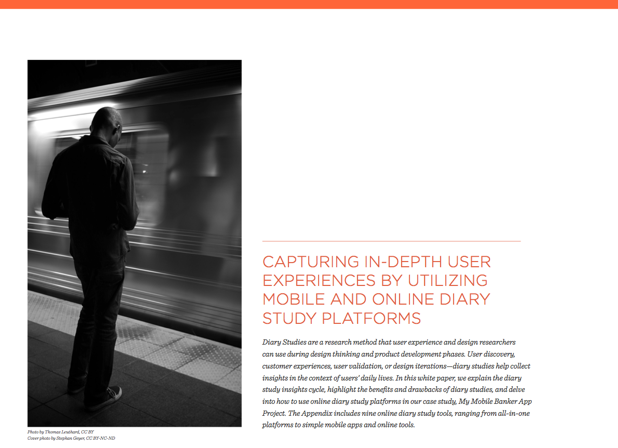 CAPTURING IN-DEPTH USER
EXPERIENCES BY UTILIZING
MOBILE AND ONLINE DIARY
STUDY PLATFORMS
Diary Studies are a research method that user experience and design researchers
can use during design thinking and product development phases. User discovery,
customer experiences, user validation, or design iterations—diary studies help collect
insights in the context of users' daily lives. In this white paper, we explain the diary
study insights cycle, highlight the benefits and drawbacks of diary studies, and delve
into how to use online diary study platforms in our case study, My Mobile Banker App
Project. The Appendix includes nine online diary study tools, ranging from all-in-one
platforms to simple mobile apps and online tools.
Photo by Thomas Leuthard, CC BY
Cover photo by Stephan Geyer, CC BY-NC-ND